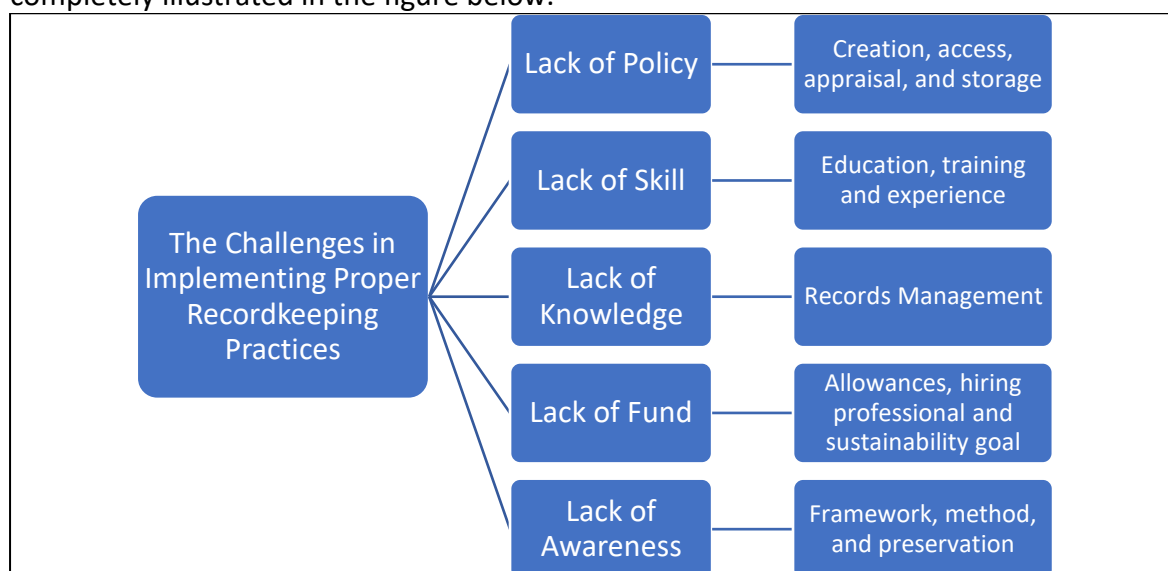 completely illustrated in the figure below.
Lack of Policy
Creation, access,
appraisal, and storage
Lack of Skill
Education, training
and experience
The Challenges in
Implementing Proper
Recordkeeping
Practices
Lack of
Knowledge
Records Management
Lack of Fund
Allowances, hiring
professional and
sustainability goal
Lack of
Awareness
Framework, method,
and preservation